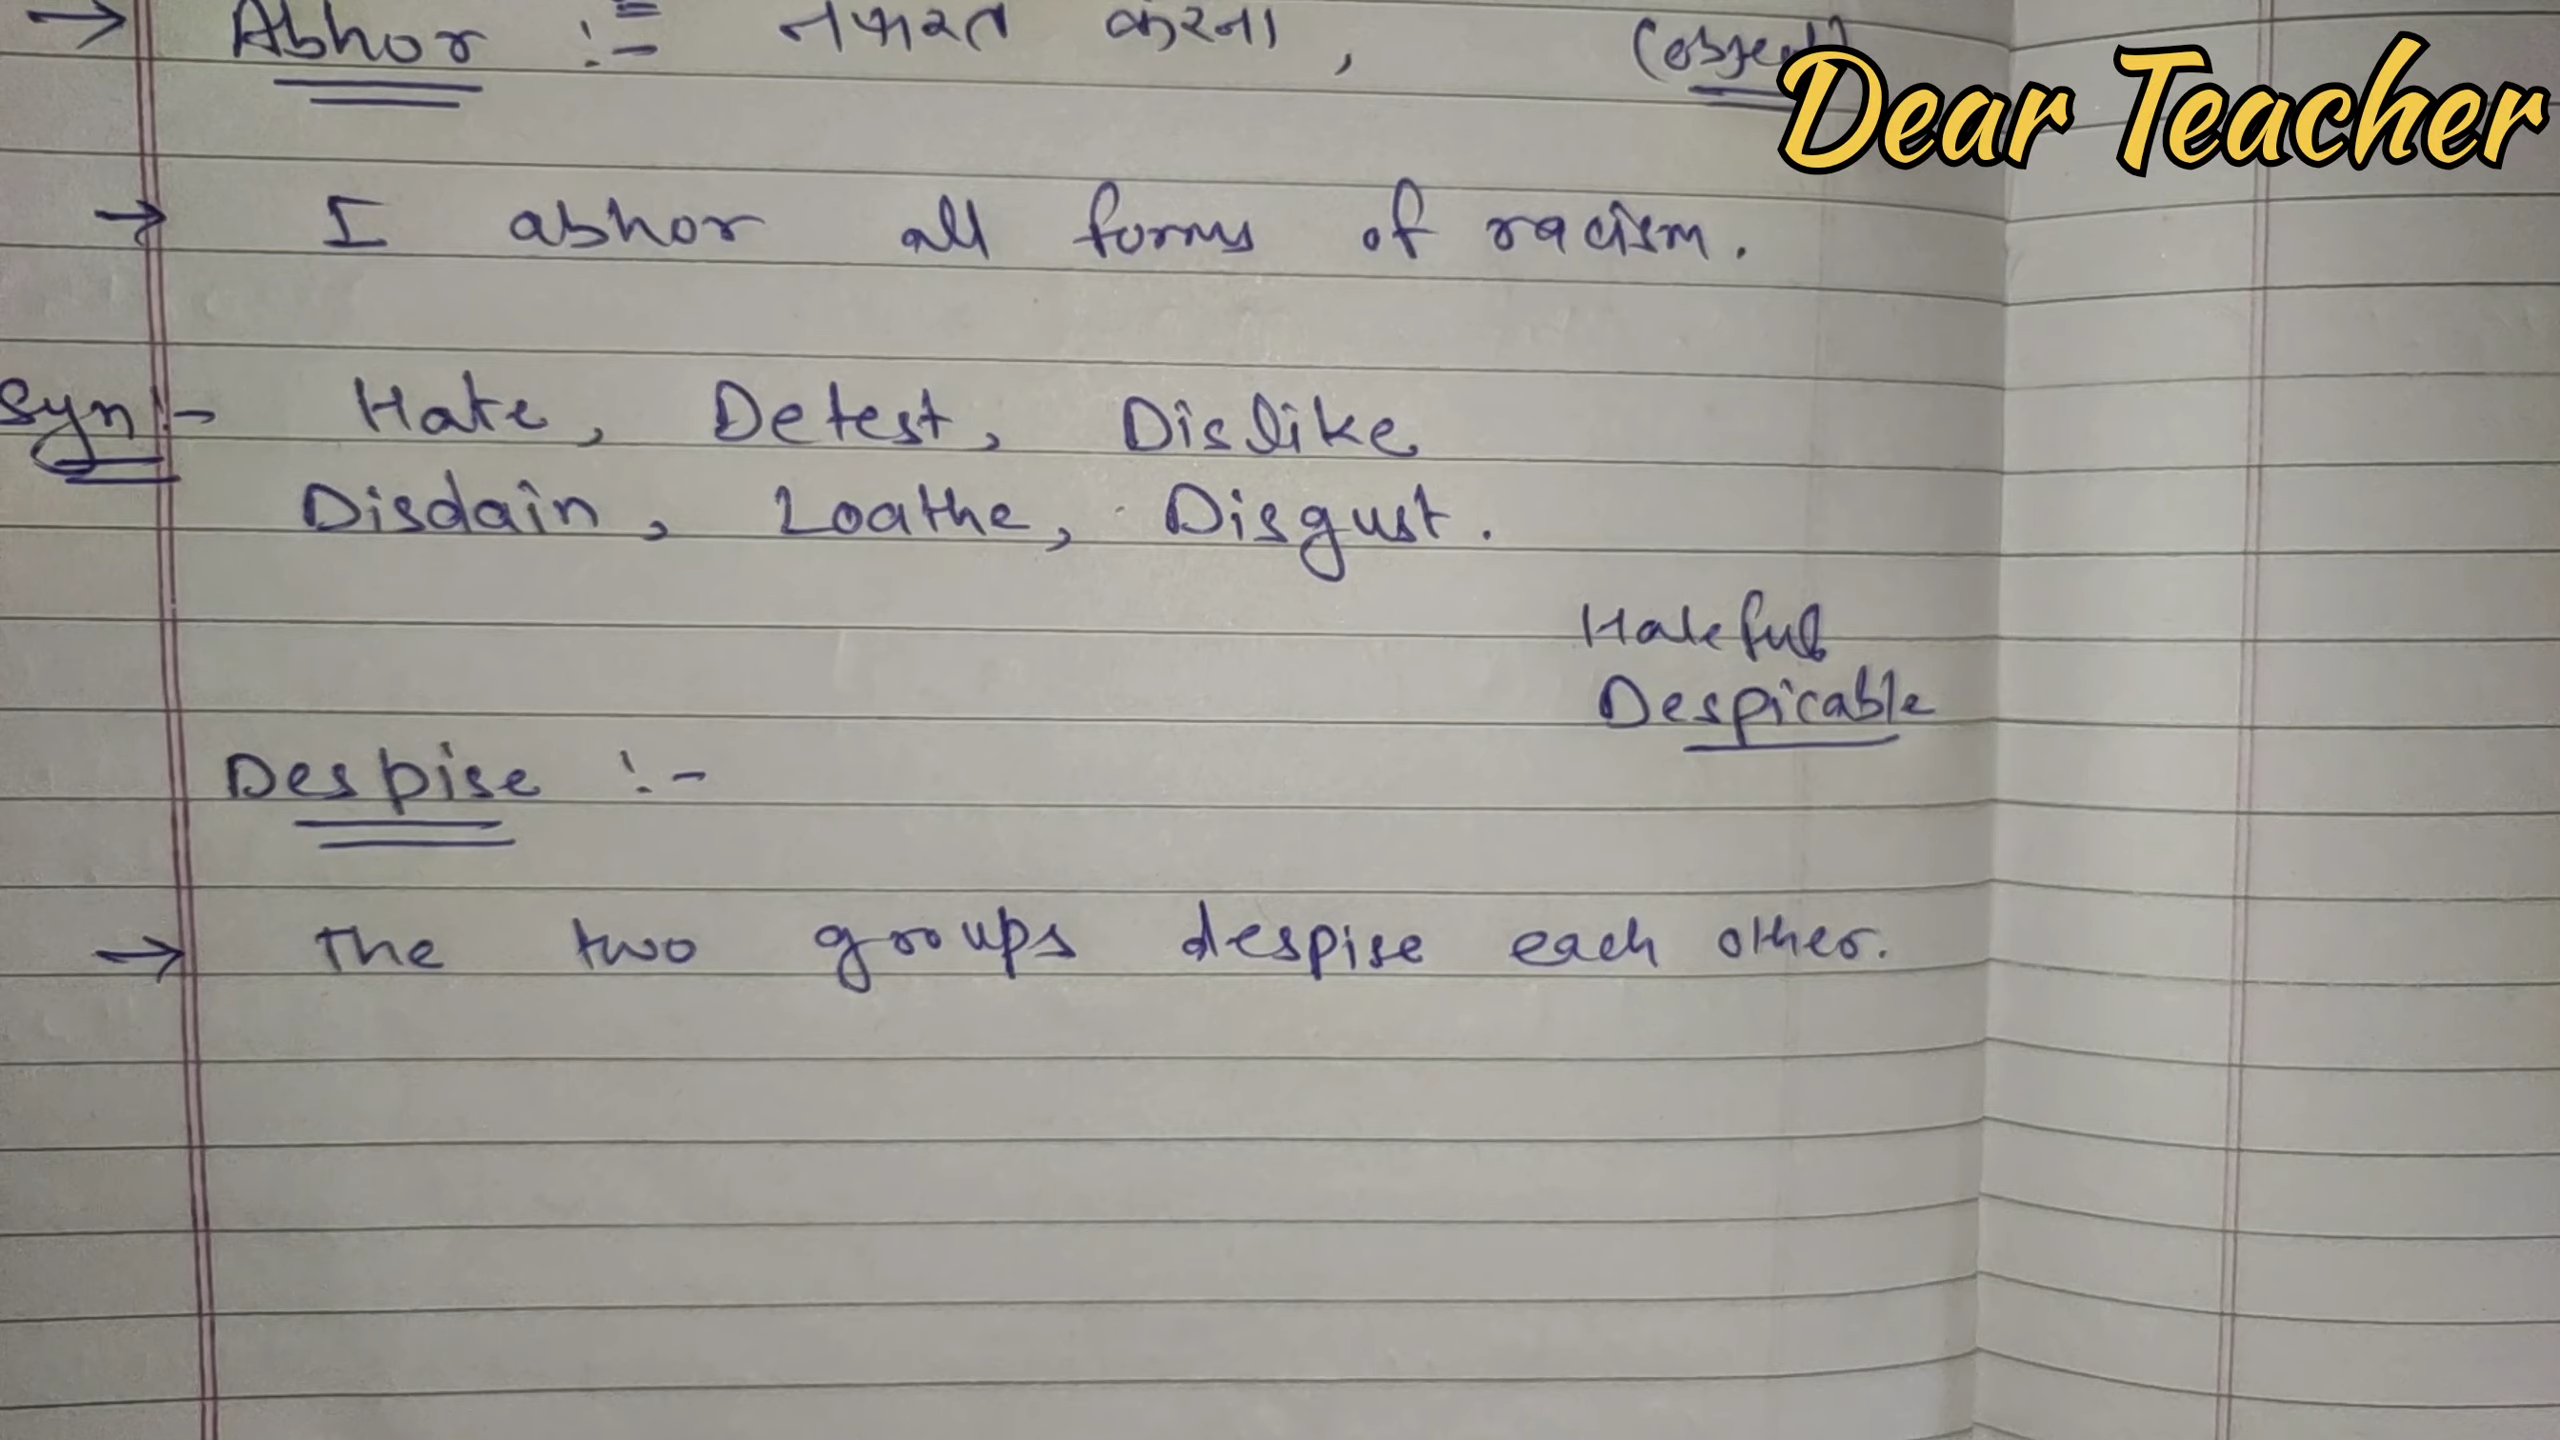 → Abhor :- नफरत करना,
Dear Teacher
→ I abhor all forms of racism.
Syn :- Hate, Detest, Dislike
Disdain, Loathe, Disgust.
Hateful
Despicable
Despise :-
→ The two groups despise each other.